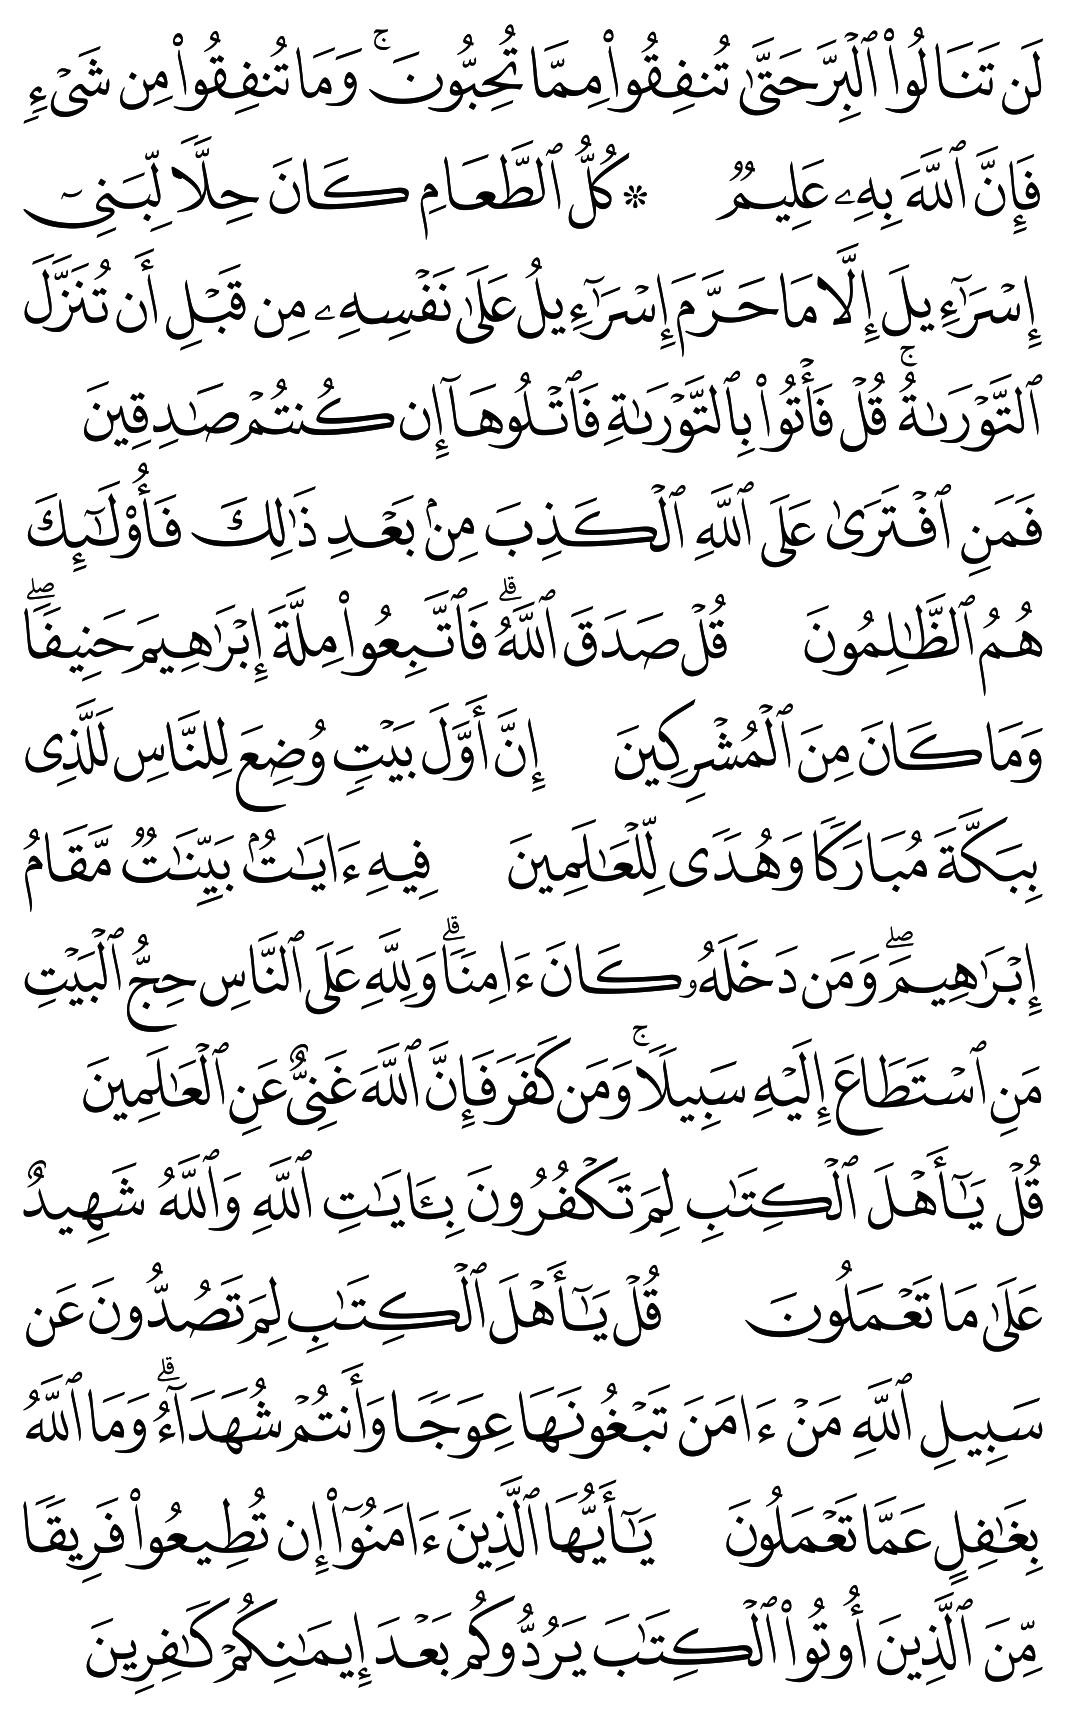 لَن تَنَالُوا۟ ٱلْبِرَّ حَتَّىٰ تُنفِقُوا۟ مِمَّا تُحِبُّونَ ۚ وَمَا تُنفِقُوا۟ مِن شَىْءٍ
فَإِنَّ ٱللَّهَ بِهِۦ عَلِيمٌ ۞ كُلُّ ٱلطَّعَامِ كَانَ حِلًّا لِّبَنِىٓ
إِسْرَٰٓءِيلَ إِلَّا مَا حَرَّمَ إِسْرَٰٓءِيلُ عَلَىٰ نَفْسِهِۦ مِن قَبْلِ أَن تُنَزَّلَ
ٱلتَّوْرَىٰةُ ۚ قُلْ فَأْتُوا۟ بِٱلتَّوْرَىٰةِ فَٱتْلُوهَآ إِن كُنتُمْ صَـٰدِقِينَ
فَمَنِ ٱفْتَرَىٰ عَلَى ٱللَّهِ ٱلْكَذِبَ مِنۢ بَعْدِ ذَٰلِكَ فَأُو۟لَـٰٓئِكَ
هُمُ ٱلظَّـٰلِمُونَ قُلْ صَدَقَ ٱللَّهُ ۗ فَٱتَّبِعُوا۟ مِلَّةَ إِبْرَٰهِيمَ حَنِيفًا ۖ
وَمَا كَانَ مِنَ ٱلْمُشْرِكِينَ إِنَّ أَوَّلَ بَيْتٍ وُضِعَ لِلنَّاسِ لَلَّذِى
بِبَكَّةَ مُبَارَكًا وَهُدًى لِّلْعَـٰلَمِينَ فِيهِ ءَايَـٰتٌۢ بَيِّنَـٰتٌ مَّقَامُ
إِبْرَٰهِيمَ ۖ وَمَن دَخَلَهُۥ كَانَ ءَامِنًا ۗ وَلِلَّهِ عَلَى ٱلنَّاسِ حِجُّ ٱلْبَيْتِ
مَنِ ٱسْتَطَاعَ إِلَيْهِ سَبِيلًا ۚ وَمَن كَفَرَ فَإِنَّ ٱللَّهَ غَنِىٌّ عَنِ ٱلْعَـٰلَمِينَ
قُلْ يَـٰٓأَهْلَ ٱلْكِتَـٰبِ لِمَ تَكْفُرُونَ بِـَٔايَـٰتِ ٱللَّهِ وَٱللَّهُ شَهِيدٌ
عَلَىٰ مَا تَعْمَلُونَ قُلْ يَـٰٓأَهْلَ ٱلْكِتَـٰبِ لِمَ تَصُدُّونَ عَن
سَبِيلِ ٱللَّهِ مَنْ ءَامَنَ تَبْغُونَهَا عِوَجًا وَأَنتُمْ شُهَدَآءُ ۗ وَمَا ٱللَّهُ
بِغَـٰفِلٍ عَمَّا تَعْمَلُونَ يَـٰٓأَيُّهَا ٱلَّذِينَ ءَامَنُوٓا۟ إِن تُطِيعُوا۟ فَرِيقًا
مِّنَ ٱلَّذِينَ أُوتُوا۟ ٱلْكِتَـٰبَ يَرُدُّوكُم بَعْدَ إِيمَـٰنِكُمْ كَـٰفِرِينَ